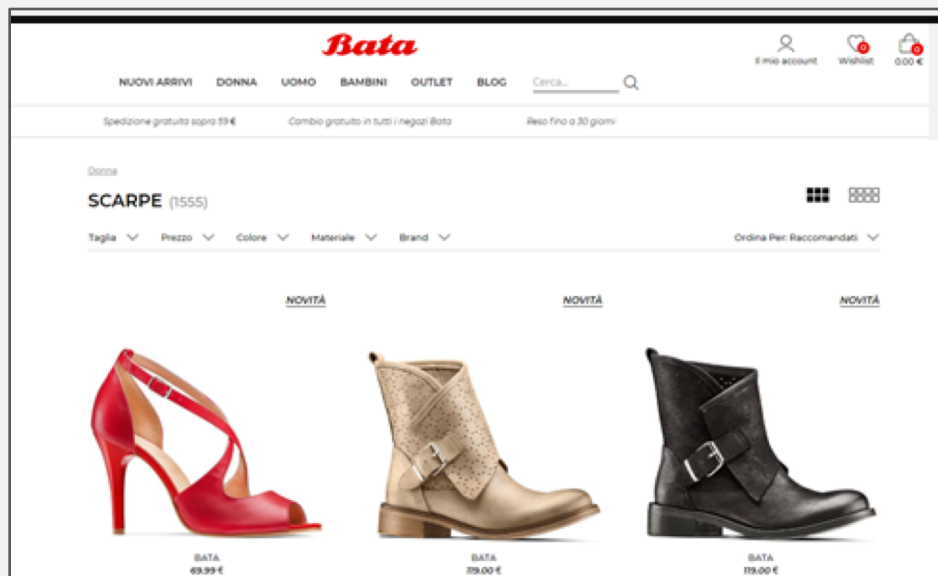 Bata
Il mio account
Wishlist
0
0
0.00 €
NUOVI ARRIVI DONNA UOMO BAMBINI OUTLET BLOG Cerca...
Spedizione gratuita sopra 59 € Cambio gratuito in tutti i negozi Bata Reso fino a 30 giorni
Donna
SCARPE (1555)
Taglia Prezzo Colore Materiale Brand Ordina Per: Raccomandati
NOVITÀ NOVITÀ NOVITÀ
BATA BATA BATA
69.99 € 119.00 € 119.00 €